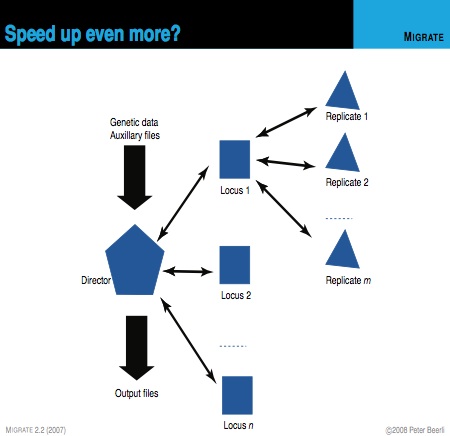 Speed up even more?
MIGRATE
Genetic data
Auxillary files
Replicate 1
Locus 1
Replicate 2
Director
Locus 2
Replicate m
Output files
Locus n
MIGRATE 2.2 (2007)
©2008 Peter Beerli